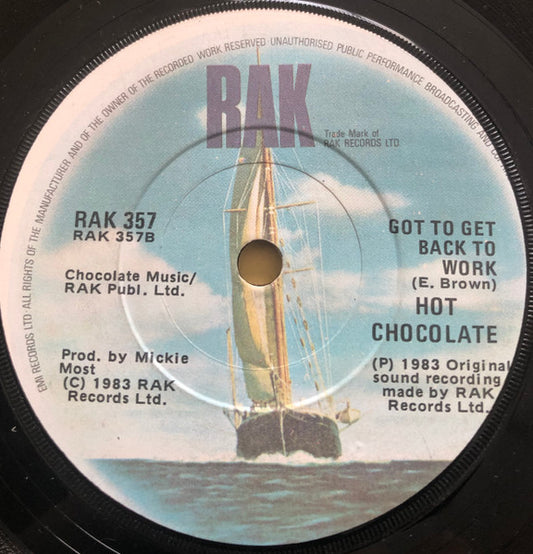 EMI RECORDS LTD·ALL RIGHTS OF THE MANUFACTURER AND OF THE OWNER OF THE RECORDED WORK RESERVED UNAUTHORISED PUBLIC PERFORMANCE BROADCASTING AND
RAK
Trade Mark of
RAK RECORDS LTD
RAK 357
RAK 357B
Chocolate Music/
RAK Publ. Ltd.
Prod. by Mickie
Most
(C) 1983 RAK
Records Ltd.
GOT TO GET
BACK TO
WORK
(E. Brown)
HOT
CHOCOLATE
(P) 1983 Original
sound recording
made by RAK
Records Ltd.